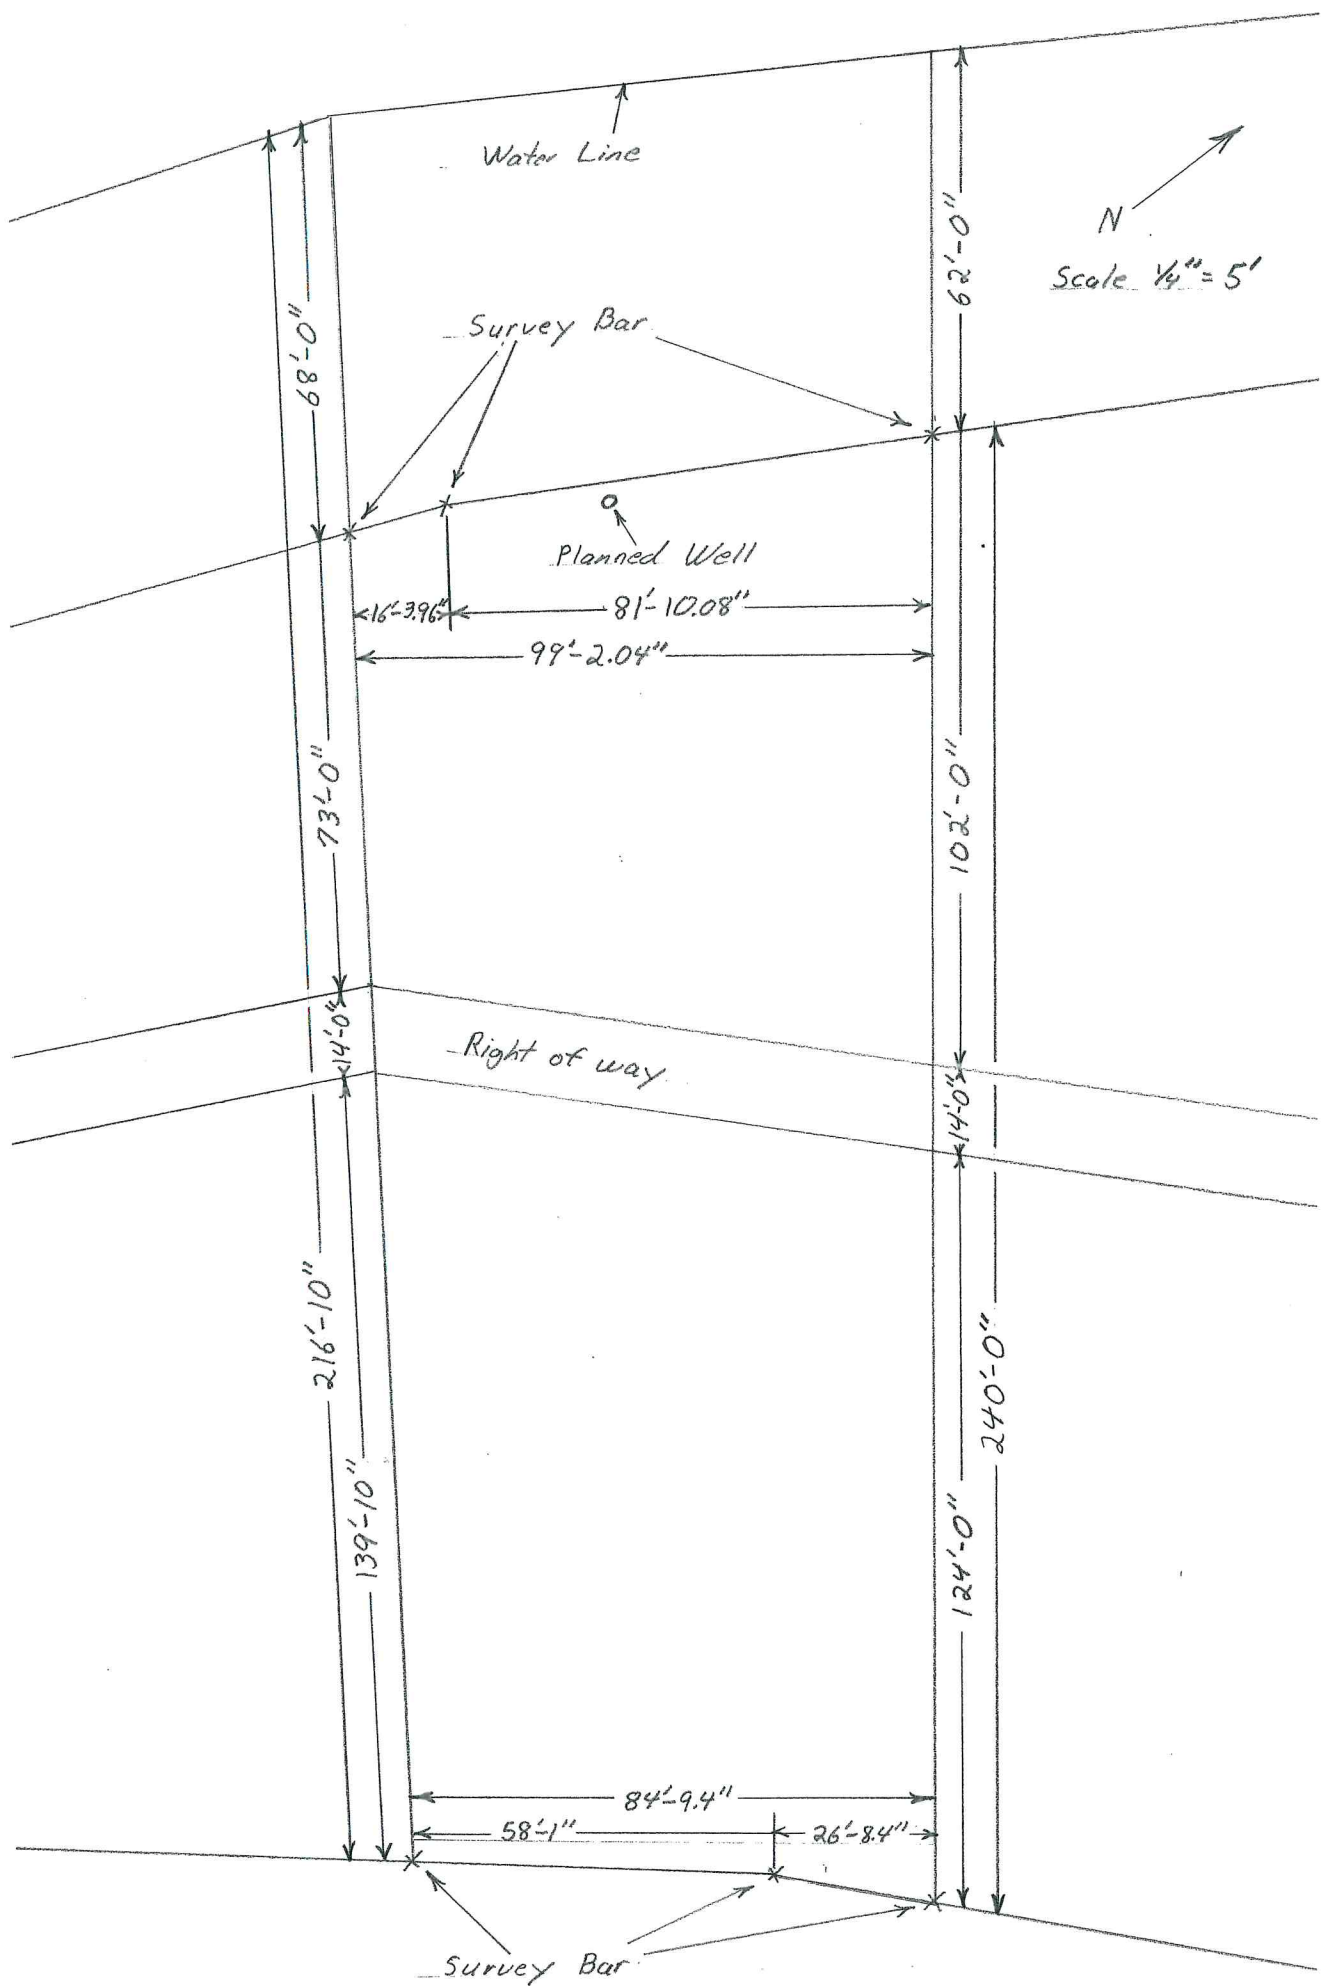 Water Line
N
Scale 1/4" = 5'
62'-0"
68'-0"
Survey Bar
Planned Well
16'-3.96"
81'-10.08"
99'-2.04"
73'-0"
102'-0"
14'-0"
Right of way
14'-0"
216'-10"
240'-0"
139'-10"
124'-0"
84'-9.4"
58'-1"
26'-8.4"
Survey Bar